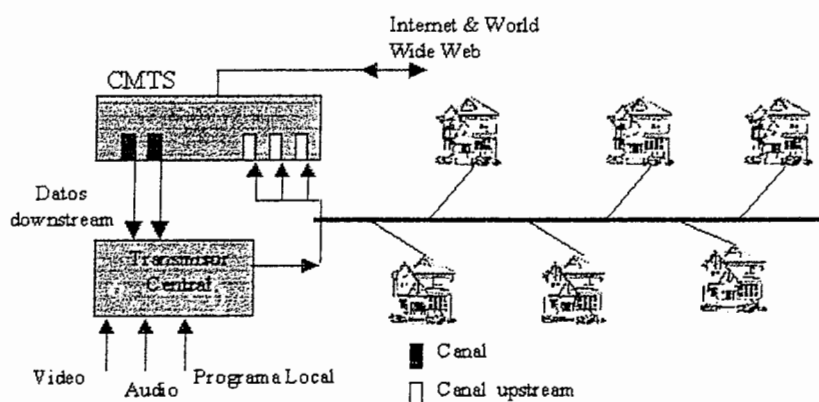 Internet & World
Wide Web
CMTS
Datos
downstream
Transmisor
Central
Video
Audio
Programa Local
Canal
Canal upstream